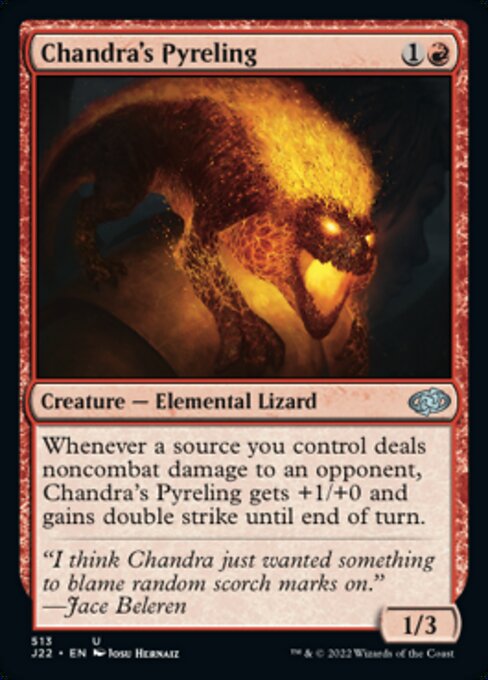 Chandra's Pyreling 1
Creature — Elemental Lizard
Whenever a source you control deals
noncombat damage to an opponent,
Chandra's Pyreling gets +1/+0 and
gains double strike until end of turn.
"I think Chandra just wanted something
to blame random scorch marks on."
—Jace Beleren
1/3
513 U
J22 • EN Josu Hernaiz
™ & © 2022 Wizards of the Coast